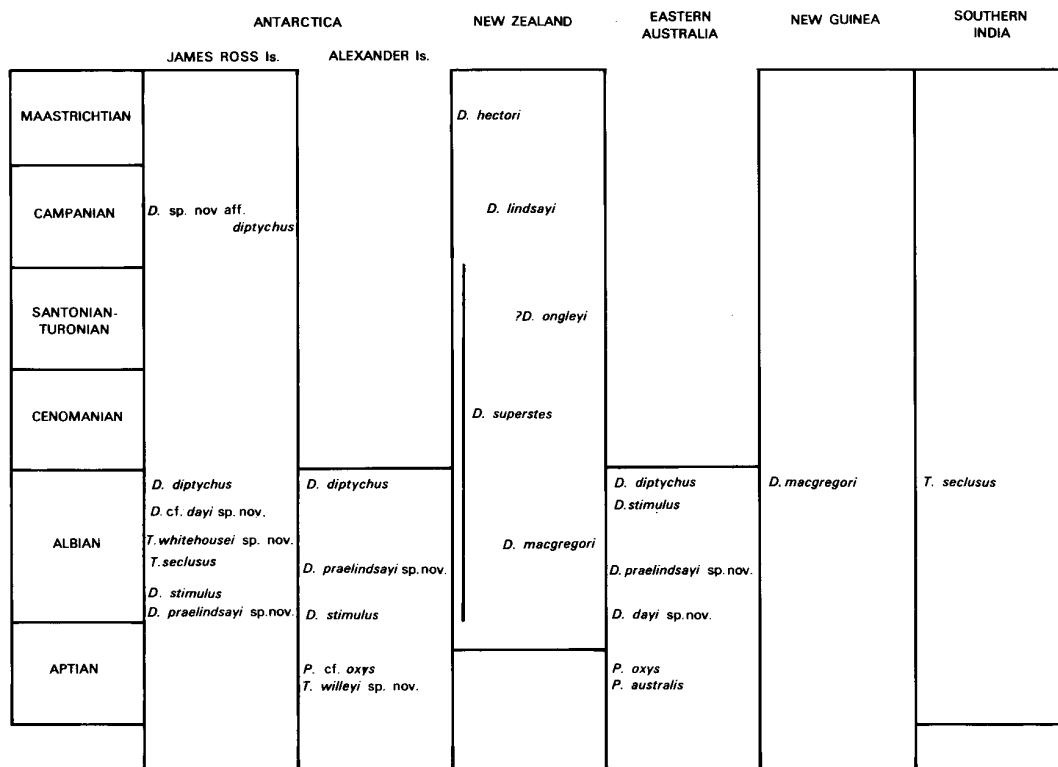 ANTARCTICA
NEW ZEALAND
EASTERN
AUSTRALIA
NEW GUINEA
SOUTHERN
INDIA
JAMES ROSS Is.
ALEXANDER Is.
MAASTRICHTIAN
D. hectori
CAMPANIAN
D. sp. nov aff.
diptychus
D. lindsayi
SANTONIAN-
TURONIAN
?D. ongleyi
CENOMANIAN
D. superstes
ALBIAN
D. diptychus
D. cf. dayi sp. nov.
T. whitehousei sp. nov.
T. seclusus
D. stimulus
D. praelindsayi sp. nov.
D. diptychus
D. praelindsayi sp. nov.
D. stimulus
D. macgregori
D. diptychus
D. stimulus
D. praelindsayi sp. nov.
D. dayi sp. nov.
D. macgregori
T. seclusus
APTIAN
P. cf. oxys
T. willeyi sp. nov.
P. oxys
P. australis